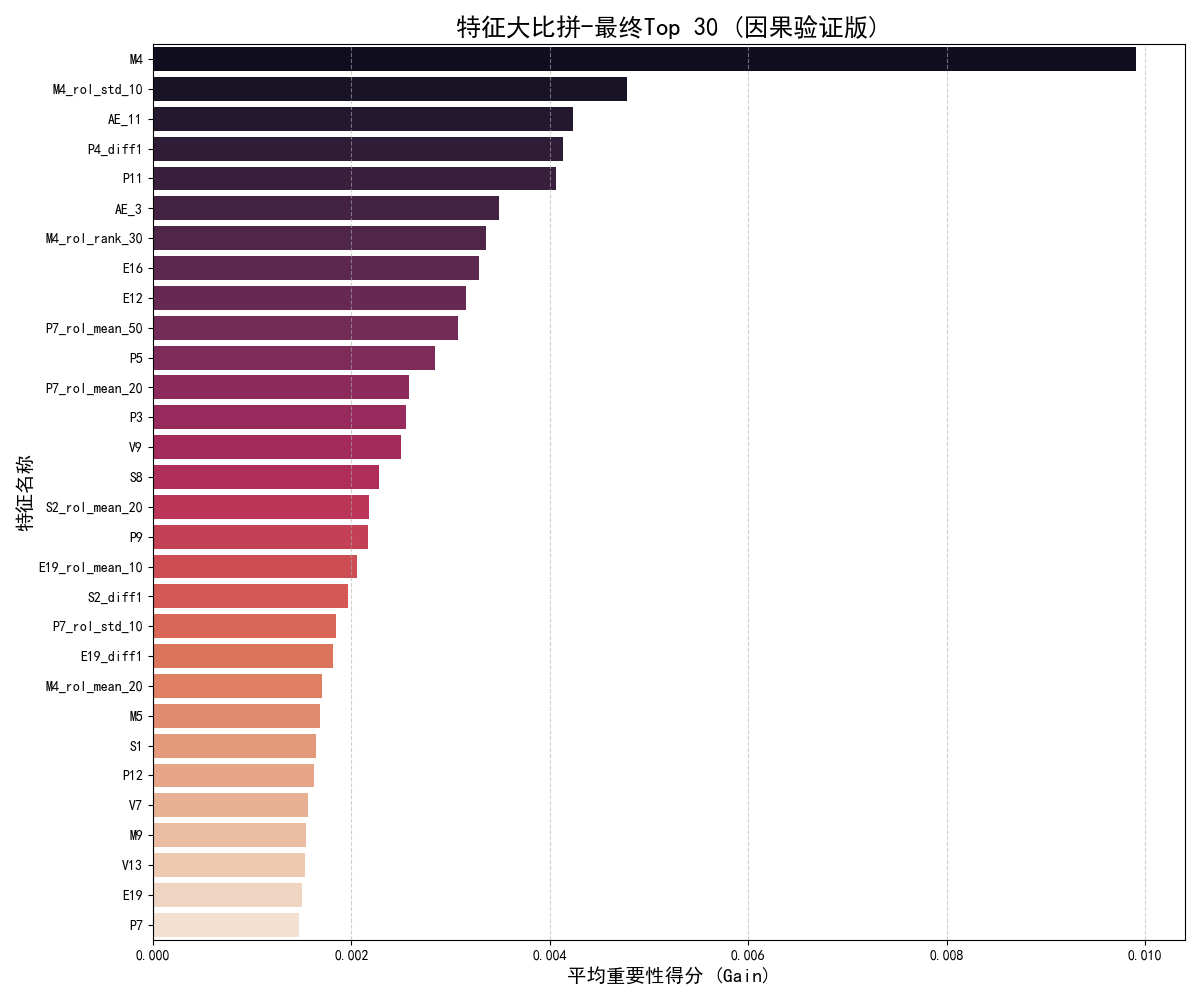 特征大比拼-最终Top 30 (因果验证版)
M4
M4_rol_std_10
AE_11
P4_diff1
P11
AE_3
M4_rol_rank_30
E16
E12
P7_rol_mean_50
P5
P7_rol_mean_20
P3
V9
S8
S2_rol_mean_20
P9
E19_rol_mean_10
S2_diff1
P7_rol_std_10
E19_diff1
M4_rol_mean_20
M5
S1
P12
V7
M9
V13
E19
P7
特征名称
0.000 0.002 0.004 0.006 0.008 0.010
平均重要性得分 (Gain)